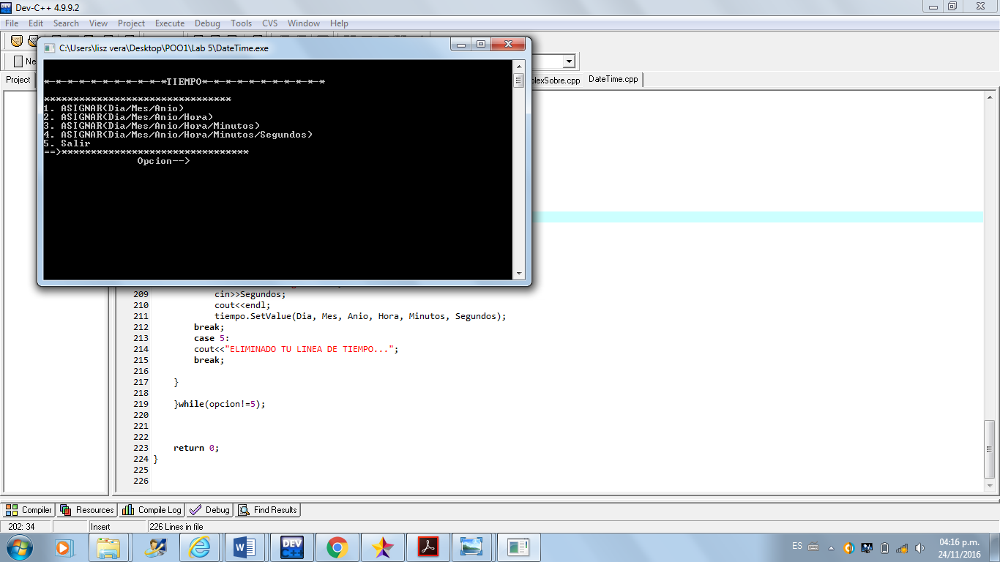 Dev-C++ 4.9.9.2
File Edit Search View Project Execute Debug Tools CVS Window Help
C:\Users\lisz vera\Desktop\POO1\Lab 5\DateTime.exe
Project
DateTime.cpp
*-*-*-*-*-*-*-*-*-*-*TIEMPO*-*-*-*-*-*-*-*-*-*-*
********************************
1. ASIGNAR(Dia/Mes/Anio)
2. ASIGNAR(Dia/Mes/Anio/Hora)
3. ASIGNAR(Dia/Mes/Anio/Hora/Minutos)
4. ASIGNAR(Dia/Mes/Anio/Hora/Minutos/Segundos)
5. Salir
==>********************************
Opcion-->
209 cin>>Segundos;
210 cout<<endl;
211 tiempo.SetValue(Dia, Mes, Anio, Hora, Minutos, Segundos);
212 break;
213 case 5:
214 cout<<"ELIMINADO TU LINEA DE TIEMPO...";
215 break;
216
217 }
218
219 }while(opcion!=5);
220
221
222
223 return 0;
224 }
225
226
Compiler Resources Compile Log Debug Find Results
202: 34 Insert 226 Lines in file
ES 04:16 p.m.
24/11/2016